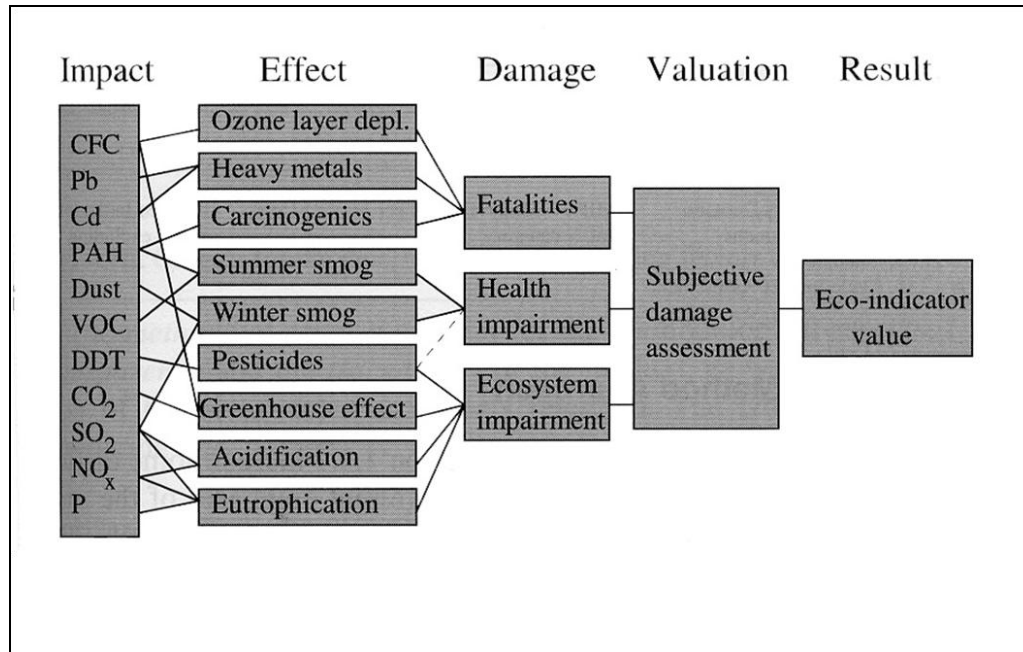 Impact
Effect
Damage
Valuation
Result
CFC
Pb
Cd
PAH
Dust
VOC
DDT
CO2
SO2
NOx
P
Ozone layer depl.
Heavy metals
Carcinogenics
Summer smog
Winter smog
Pesticides
Greenhouse effect
Acidification
Eutrophication
Fatalities
Health
impairment
Ecosystem
impairment
Subjective
damage
assessment
Eco-indicator
value